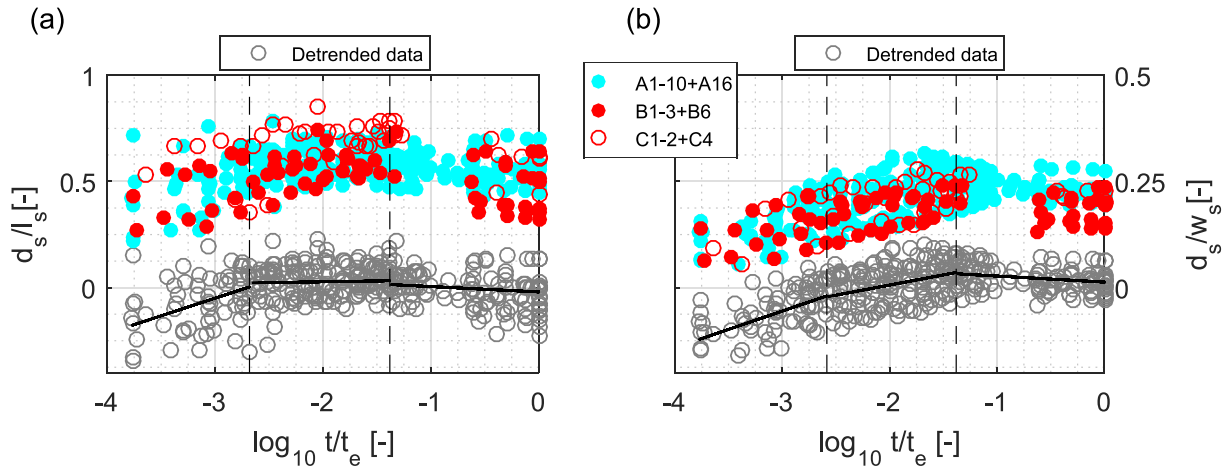 (a)
(b)
Detrended data
Detrended data
A1-10+A16
B1-3+B6
C1-2+C4
1
0.5
0
d_s/l_s[-]
0.5
0.25
0
d_s/w_s[-]
-4 -3 -2 -1 0
-4 -3 -2 -1 0
log_10 t/t_e [-]
log_10 t/t_e [-]